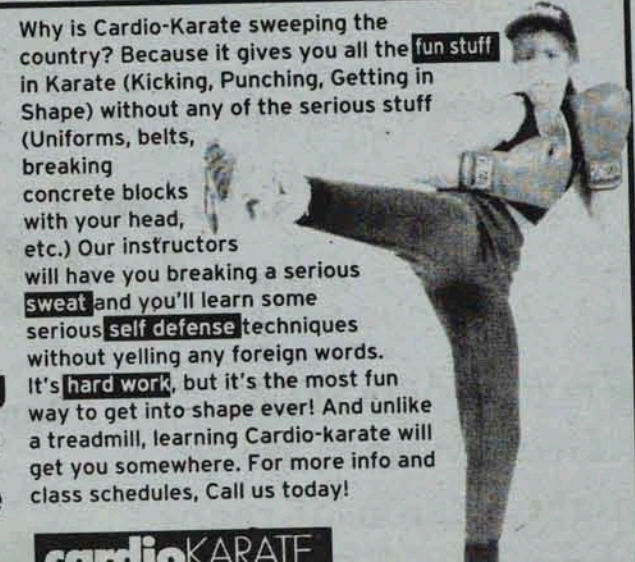 Why is Cardio-Karate sweeping the
country? Because it gives you all the fun stuff
in Karate (Kicking, Punching, Getting in
Shape) without any of the serious stuff
(Uniforms, belts,
breaking
concrete blocks
with your head,
etc.) Our instructors
will have you breaking a serious
sweat and you'll learn some
serious self defense techniques
without yelling any foreign words.
It's hard work, but it's the most fun
way to get into shape ever! And unlike
a treadmill, learning Cardio-karate will
get you somewhere. For more info and
class schedules, Call us today!
cardioKARATE